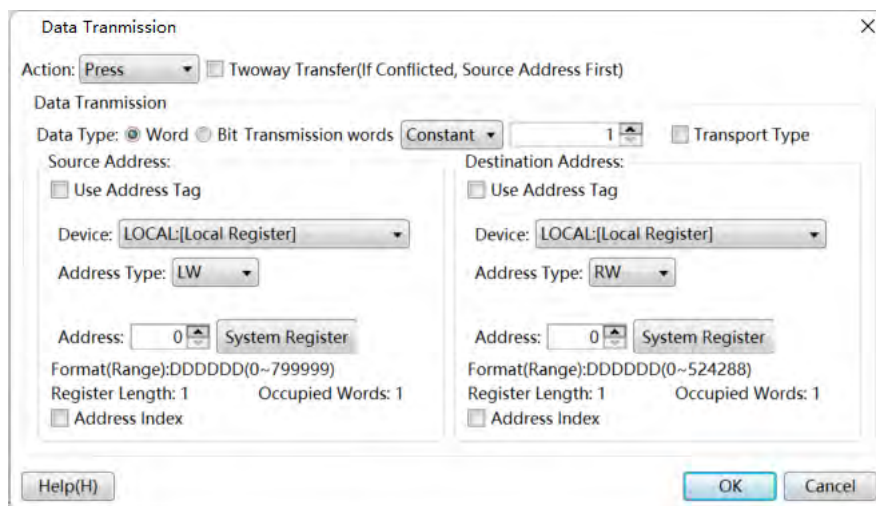 Data Tranmission
Action: Press Twoway Transfer(If Conflicted, Source Address First)
Data Tranmission
Data Type: Word Bit Transmission words Constant 1 Transport Type
Source Address:
Use Address Tag
Device: LOCAL:[Local Register]
Address Type: LW
Address: 0 System Register
Format(Range):DDDDDD(0~799999)
Register Length: 1 Occupied Words: 1
Address Index
Destination Address:
Use Address Tag
Device: LOCAL:[Local Register]
Address Type: RW
Address: 0 System Register
Format(Range):DDDDDD(0~524288)
Register Length: 1 Occupied Words: 1
Address Index
Help(H) OK Cancel